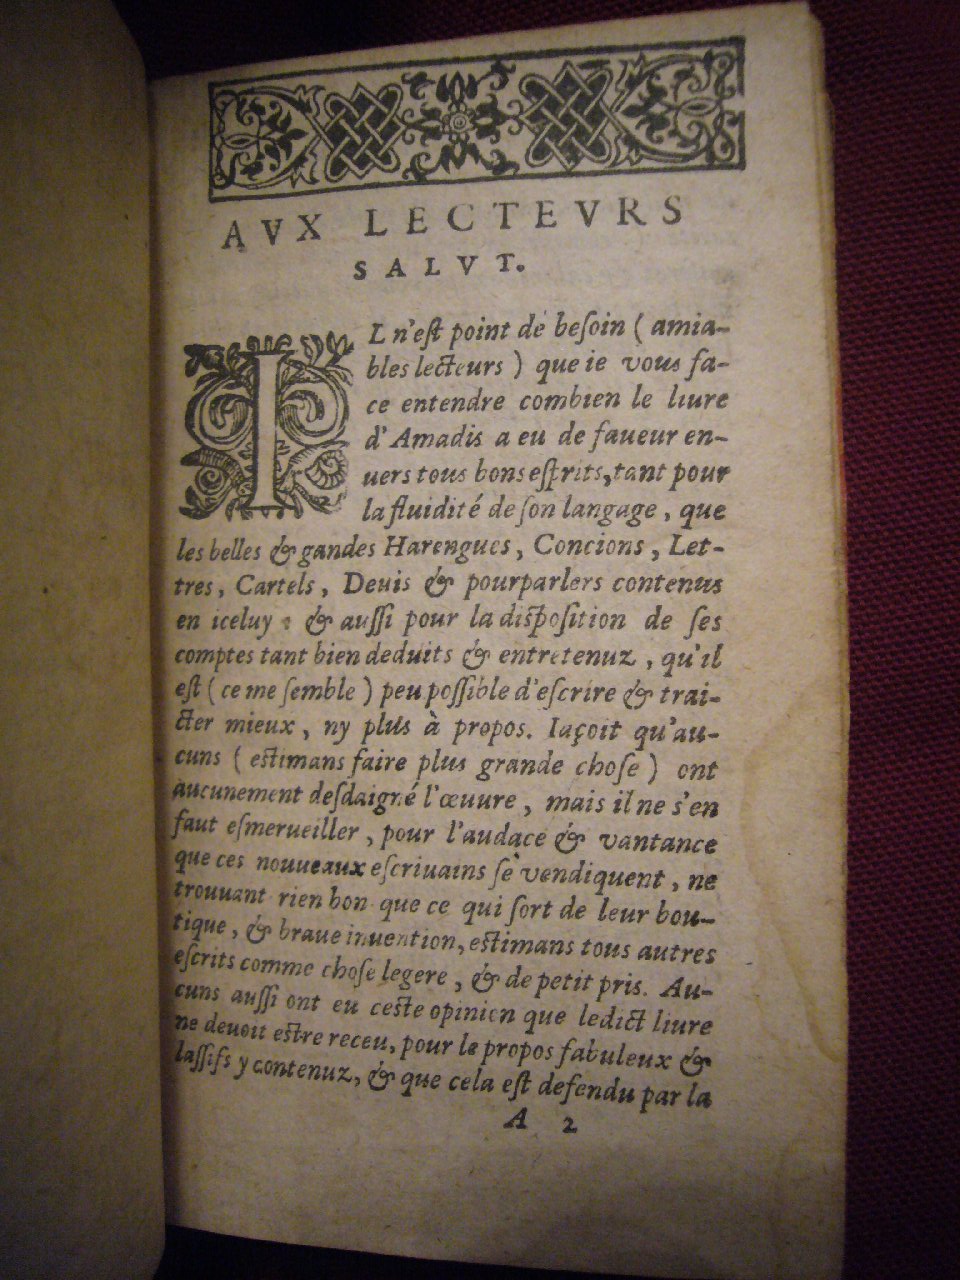 AVX LECTEVRS
SALVT.
IL n'eſt point de beſoin ( amia-
bles lecteurs ) que ie vous fa-
ce entendre combien le liure
d'Amadis a eu de faueur en-
uers tous bons eſprits, tant pour
la fluidité de ſon langage, que
les belles & gandes Harengues, Concions, Let-
tres, Cartels, Deuis & pourparlers contenus
en iceluy : & auſſi pour la diſpoſition de ſes
comptes tant bien deduits & entretenuz, qu'il
eſt ( ce me ſemble ) peu poſſible d'eſcrire & trai-
cter mieux, ny plus à propos. Iaçoit qu'au-
cuns ( eſtimans faire plus grande choſe ) ont
aucunement deſdaigné l'œuure, mais il ne s'en
faut eſmerueiller, pour l'audace & vantance
que ces nouueaux eſcriuains ſe vendiquent, ne
trouuant rien bon que ce qui ſort de leur bou-
tique, & braue inuention, eſtimans tous autres
eſcrits comme choſe legere, & de petit pris. Au-
cuns auſſi ont eu ceſte opinion que ledict liure
ne deuoit eſtre receu, pour le propos fabuleux &
laſſifs y contenuz, & que cela eſt defendu par la
A 2